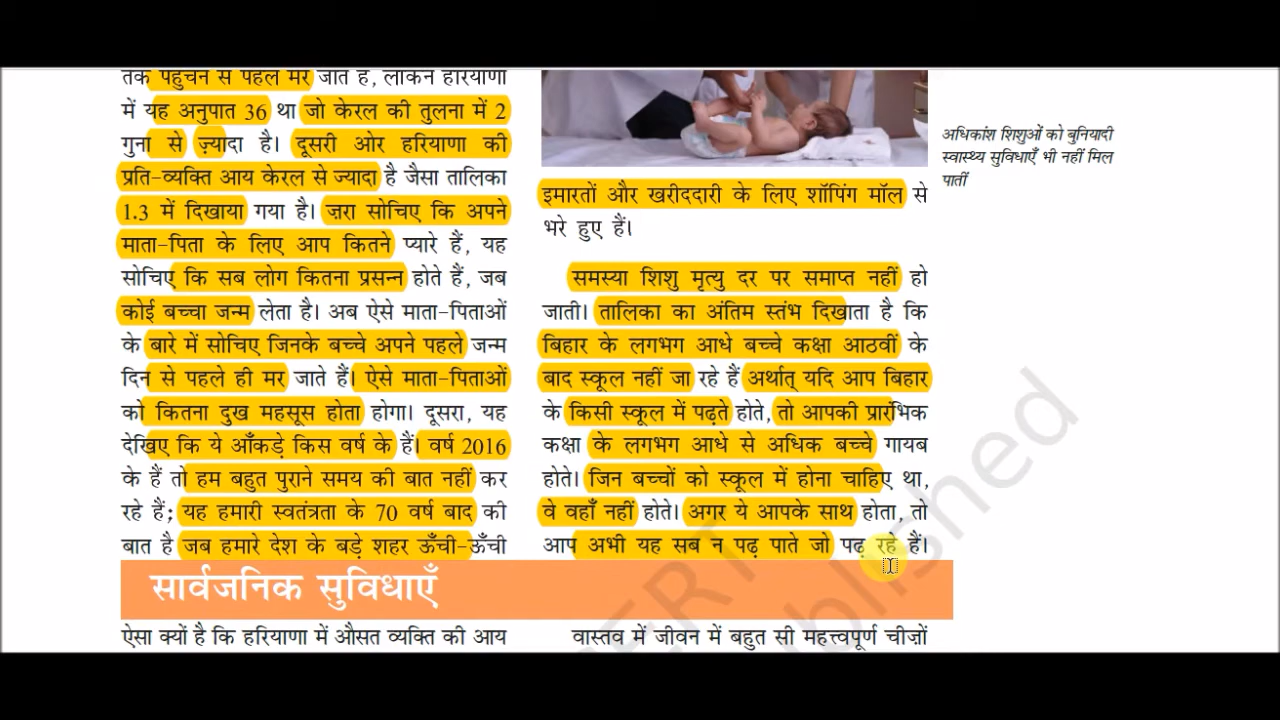 तक पहुँचने से पहले मर जाते हैं, लेकिन हरियाणा
में यह अनुपात 36 था जो केरल की तुलना में 2
गुना से ज़्यादा है। दूसरी ओर हरियाणा की
प्रति-व्यक्ति आय केरल से ज्यादा है जैसा तालिका
1.3 में दिखाया गया है। ज़रा सोचिए कि अपने
माता-पिता के लिए आप कितने प्यारे हैं, यह
सोचिए कि सब लोग कितना प्रसन्न होते हैं, जब
कोई बच्चा जन्म लेता है। अब ऐसे माता-पिताओं
के बारे में सोचिए जिनके बच्चे अपने पहले जन्म
दिन से पहले ही मर जाते हैं। ऐसे माता-पिताओं
को कितना दुख महसूस होता होगा। दूसरा, यह
देखिए कि ये आँकड़े किस वर्ष के हैं। वर्ष 2016
के हैं तो हम बहुत पुराने समय की बात नहीं कर
रहे हैं; यह हमारी स्वतंत्रता के 70 वर्ष बाद की
बात है जब हमारे देश के बड़े शहर ऊँची-ऊँची
इमारतों और खरीददारी के लिए शॉपिंग मॉल से
भरे हुए हैं।
समस्या शिशु मृत्यु दर पर समाप्त नहीं हो
जाती। तालिका का अंतिम स्तंभ दिखाता है कि
बिहार के लगभग आधे बच्चे कक्षा आठवीं के
बाद स्कूल नहीं जा रहे हैं अर्थात् यदि आप बिहार
के किसी स्कूल में पढ़ते होते, तो आपकी प्रारंभिक
कक्षा के लगभग आधे से अधिक बच्चे गायब
होते। जिन बच्चों को स्कूल में होना चाहिए था,
वे वहाँ नहीं होते। अगर ये आपके साथ होता, तो
आप अभी यह सब न पढ़ पाते जो पढ़ रहे हैं।
अधिकांश शिशुओं को बुनियादी
स्वास्थ्य सुविधाएँ भी नहीं मिल
पातीं
सार्वजनिक सुविधाएँ
ऐसा क्यों है कि हरियाणा में औसत व्यक्ति की आय
वास्तव में जीवन में बहुत सी महत्त्वपूर्ण चीज़ों